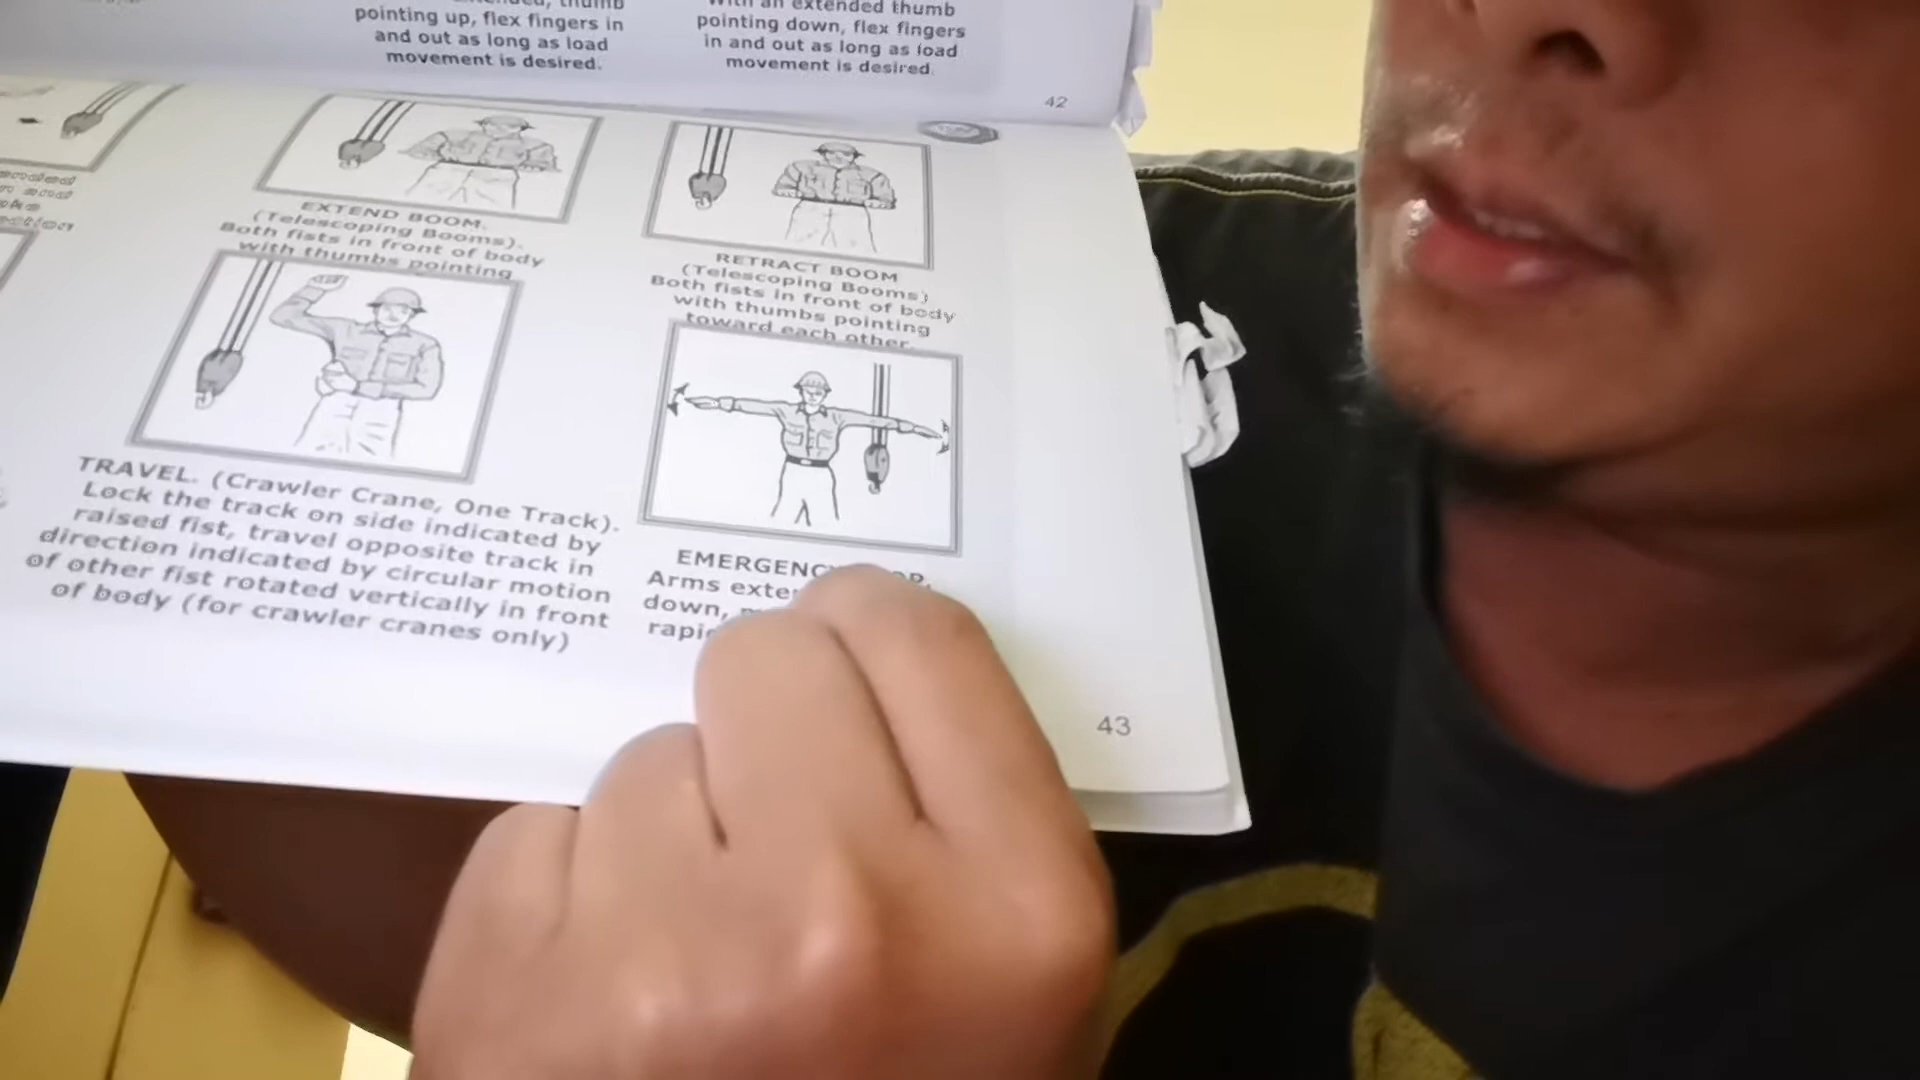 pointing up, flex fingers in
and out as long as load
movement is desired.
with an extended thumb
pointing down, flex fingers
in and out as long as load
movement is desired.
42
EXTEND BOOM.
(Telescoping Booms).
Both fists in front of body
with thumbs pointing
RETRACT BOOM
(Telescoping Booms)
Both fists in front of body
with thumbs pointing
toward each other.
TRAVEL. (Crawler Crane, One Track).
Lock the track on side indicated by
raised fist, travel opposite track in
direction indicated by circular motion
of other fist rotated vertically in front
of body (for crawler cranes only)
EMERGENCY
Arms
down,
43